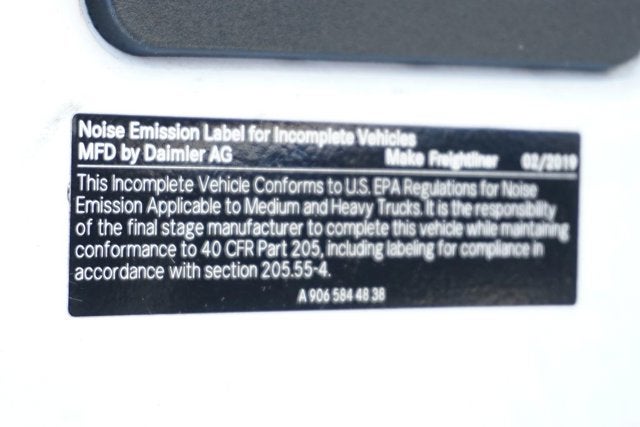 Noise Emission Label for Incomplete Vehicles
MFD by Daimler AG Make Freightliner 02/2019
This Incomplete Vehicle Conforms to U.S. EPA Regulations for Noise
Emission Applicable to Medium and Heavy Trucks. It is the responsibility
of the final stage manufacturer to complete this vehicle while maintaining
conformance to 40 CFR Part 205, including labeling for compliance in
accordance with section 205.55-4.
A 906 584 48 38